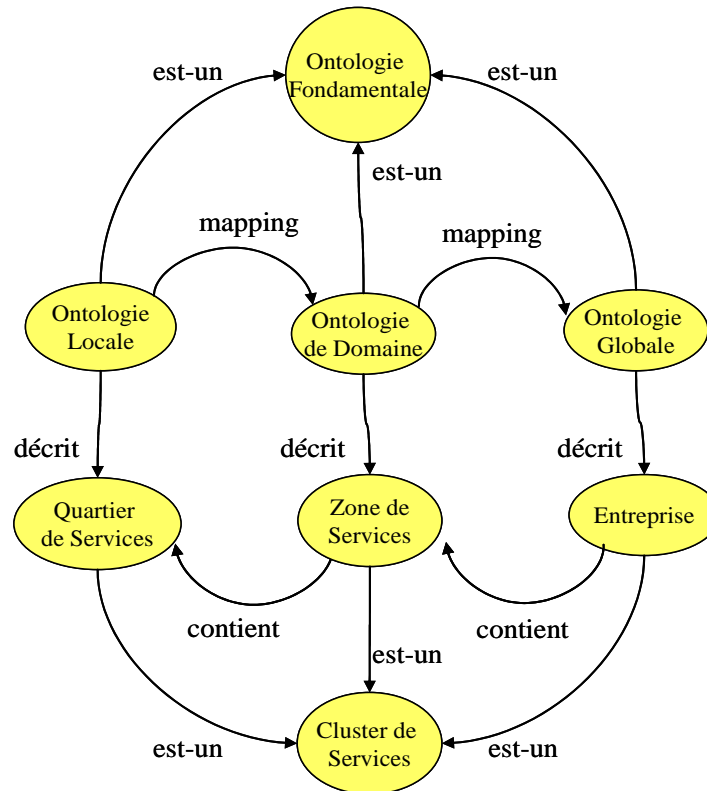 Ontologie
Fondamentale
est-un
est-un
est-un
mapping
mapping
Ontologie
Locale
Ontologie
de Domaine
Ontologie
Globale
décrit
décrit
décrit
Quartier
de Services
Zone de
Services
Entreprise
contient
contient
est-un
Cluster de
Services
est-un
est-un